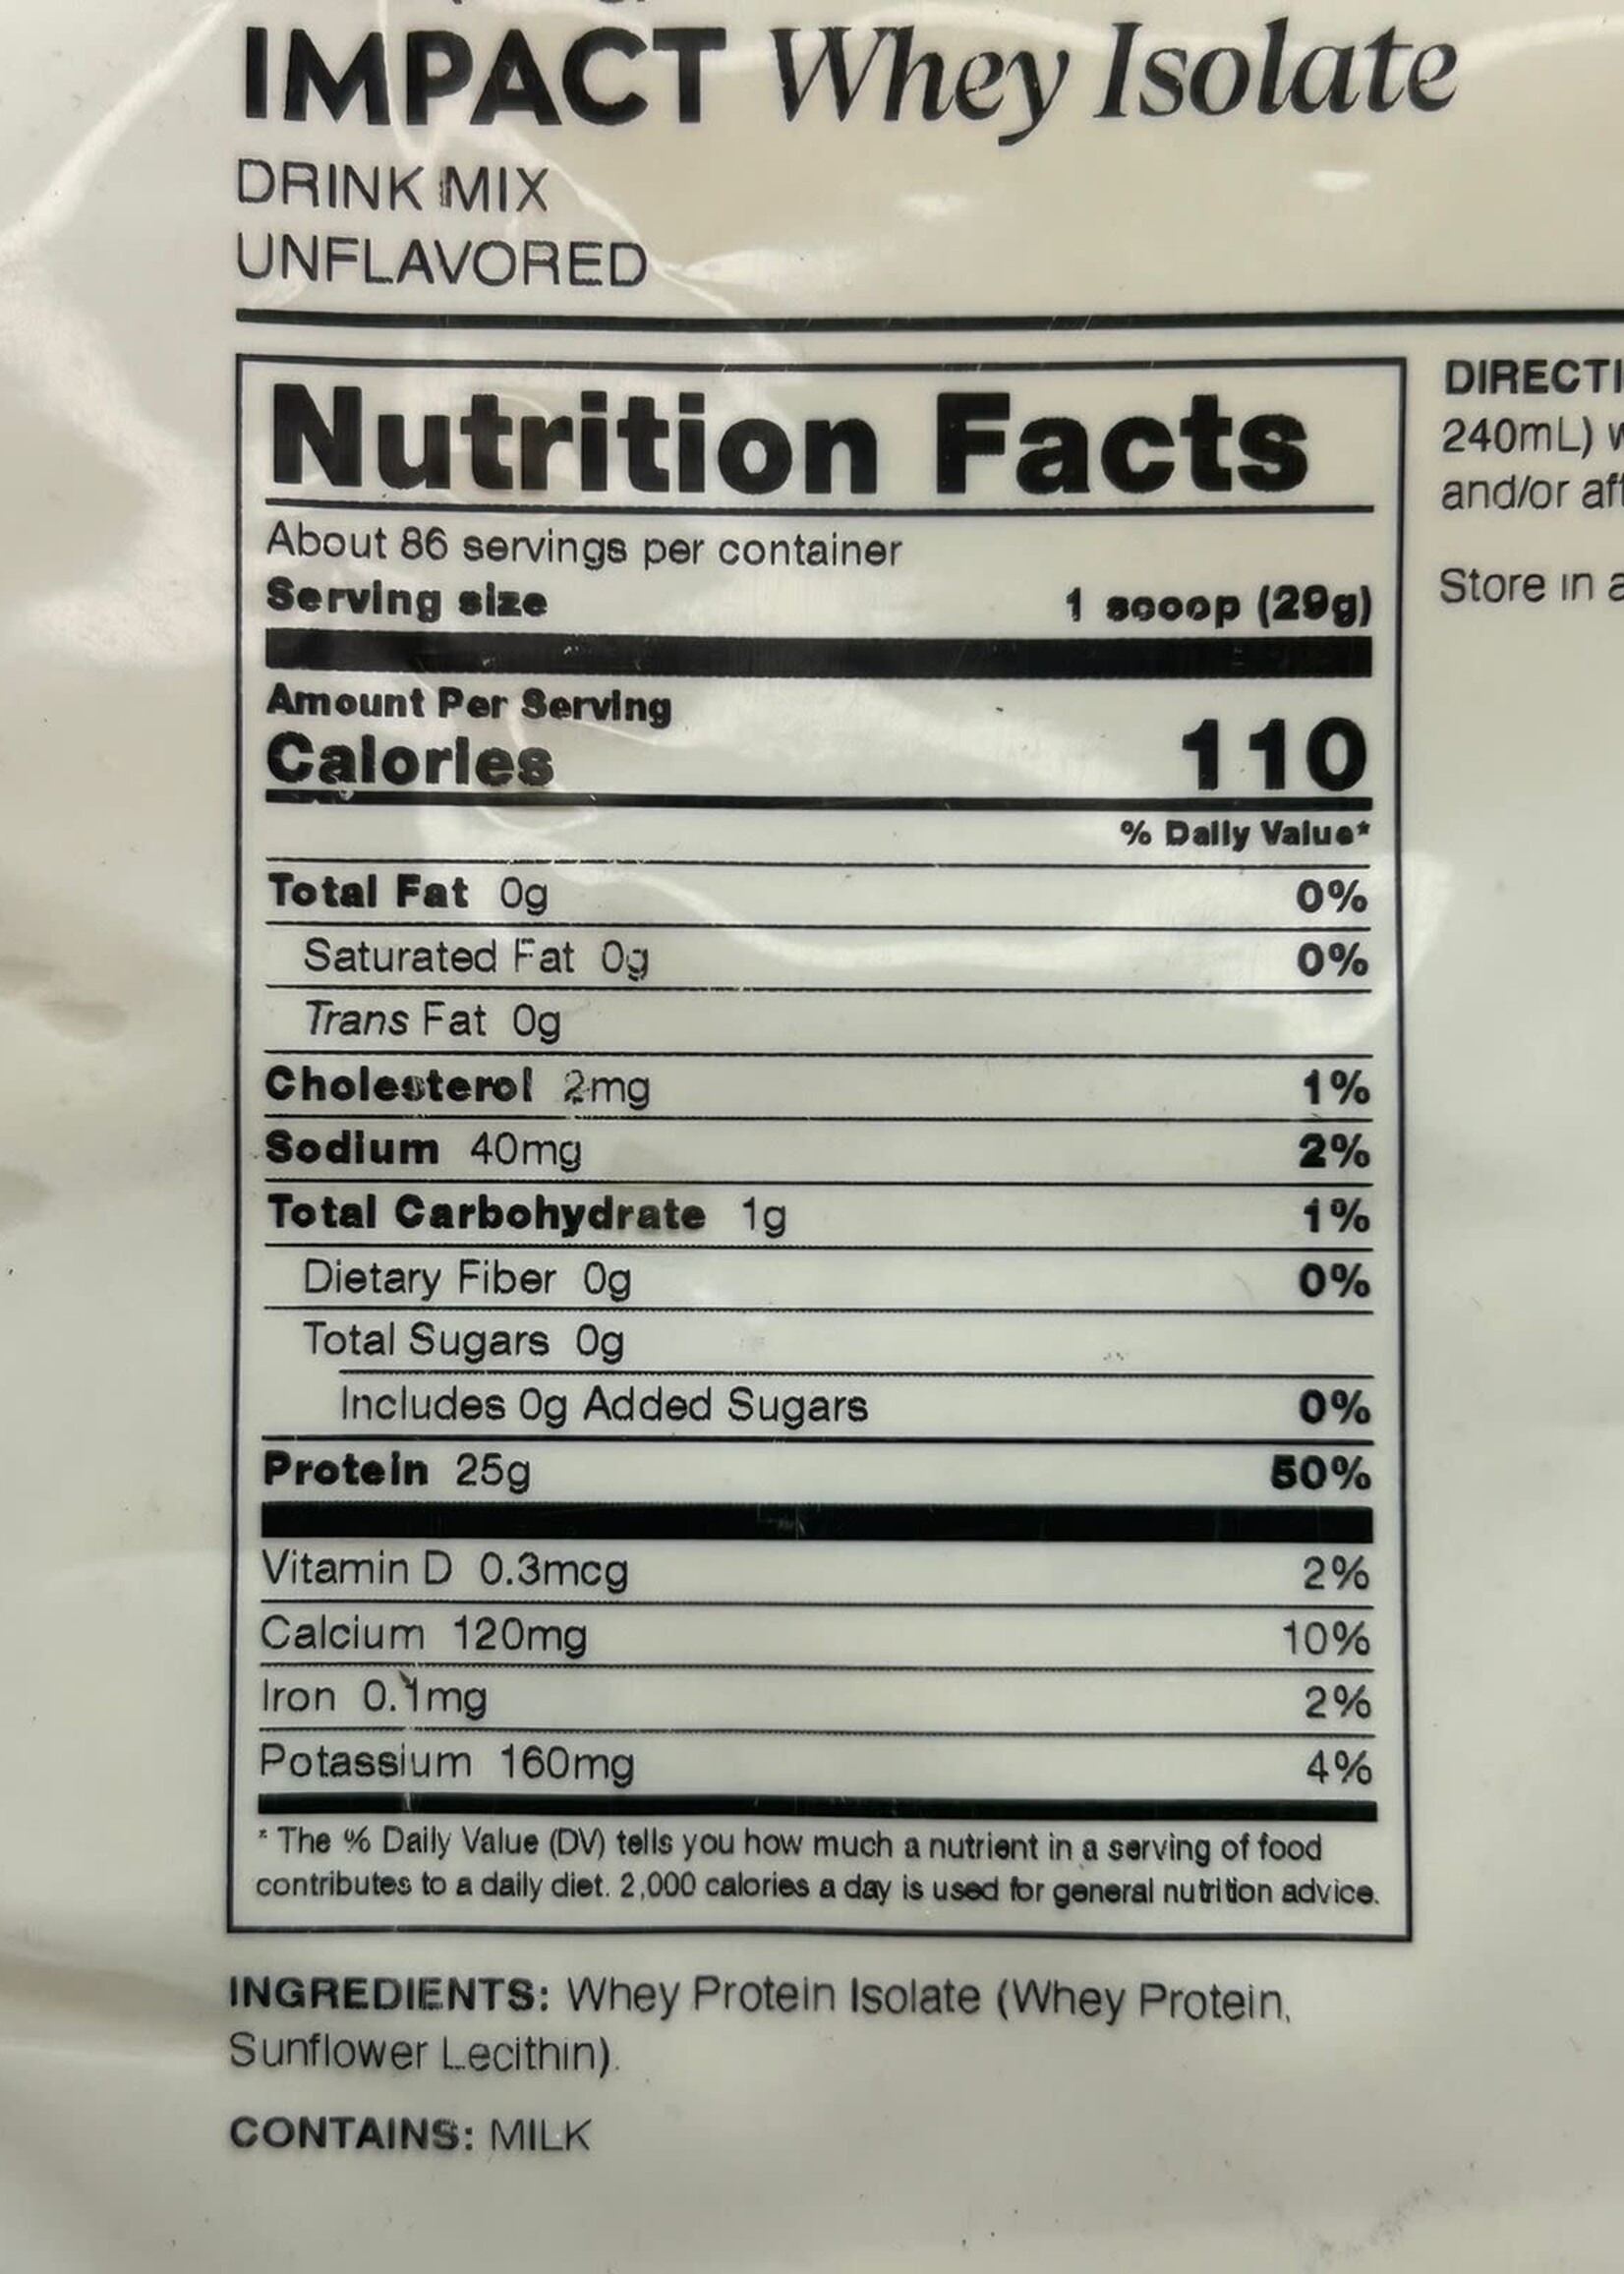 IMPACT Whey Isolate
DRINK MIX
UNFLAVORED
Nutrition Facts
About 86 servings per container
Serving size 1 scoop (29g)
Amount Per Serving
Calories 110
% Daily Value*
Total Fat 0g 0%
Saturated Fat 0g 0%
Trans Fat 0g
Cholesterol 2mg 1%
Sodium 40mg 2%
Total Carbohydrate 1g 1%
Dietary Fiber 0g 0%
Total Sugars 0g
Includes 0g Added Sugars 0%
Protein 25g 50%
Vitamin D 0.3mcg 2%
Calcium 120mg 10%
Iron 0.1mg 2%
Potassium 160mg 4%
* The % Daily Value (DV) tells you how much a nutrient in a serving of food
contributes to a daily diet. 2,000 calories a day is used for general nutrition advice.
INGREDIENTS: Whey Protein Isolate (Whey Protein,
Sunflower Lecithin).
CONTAINS: MILK
DIRECTI
240mL) w
and/or aft
Store in a